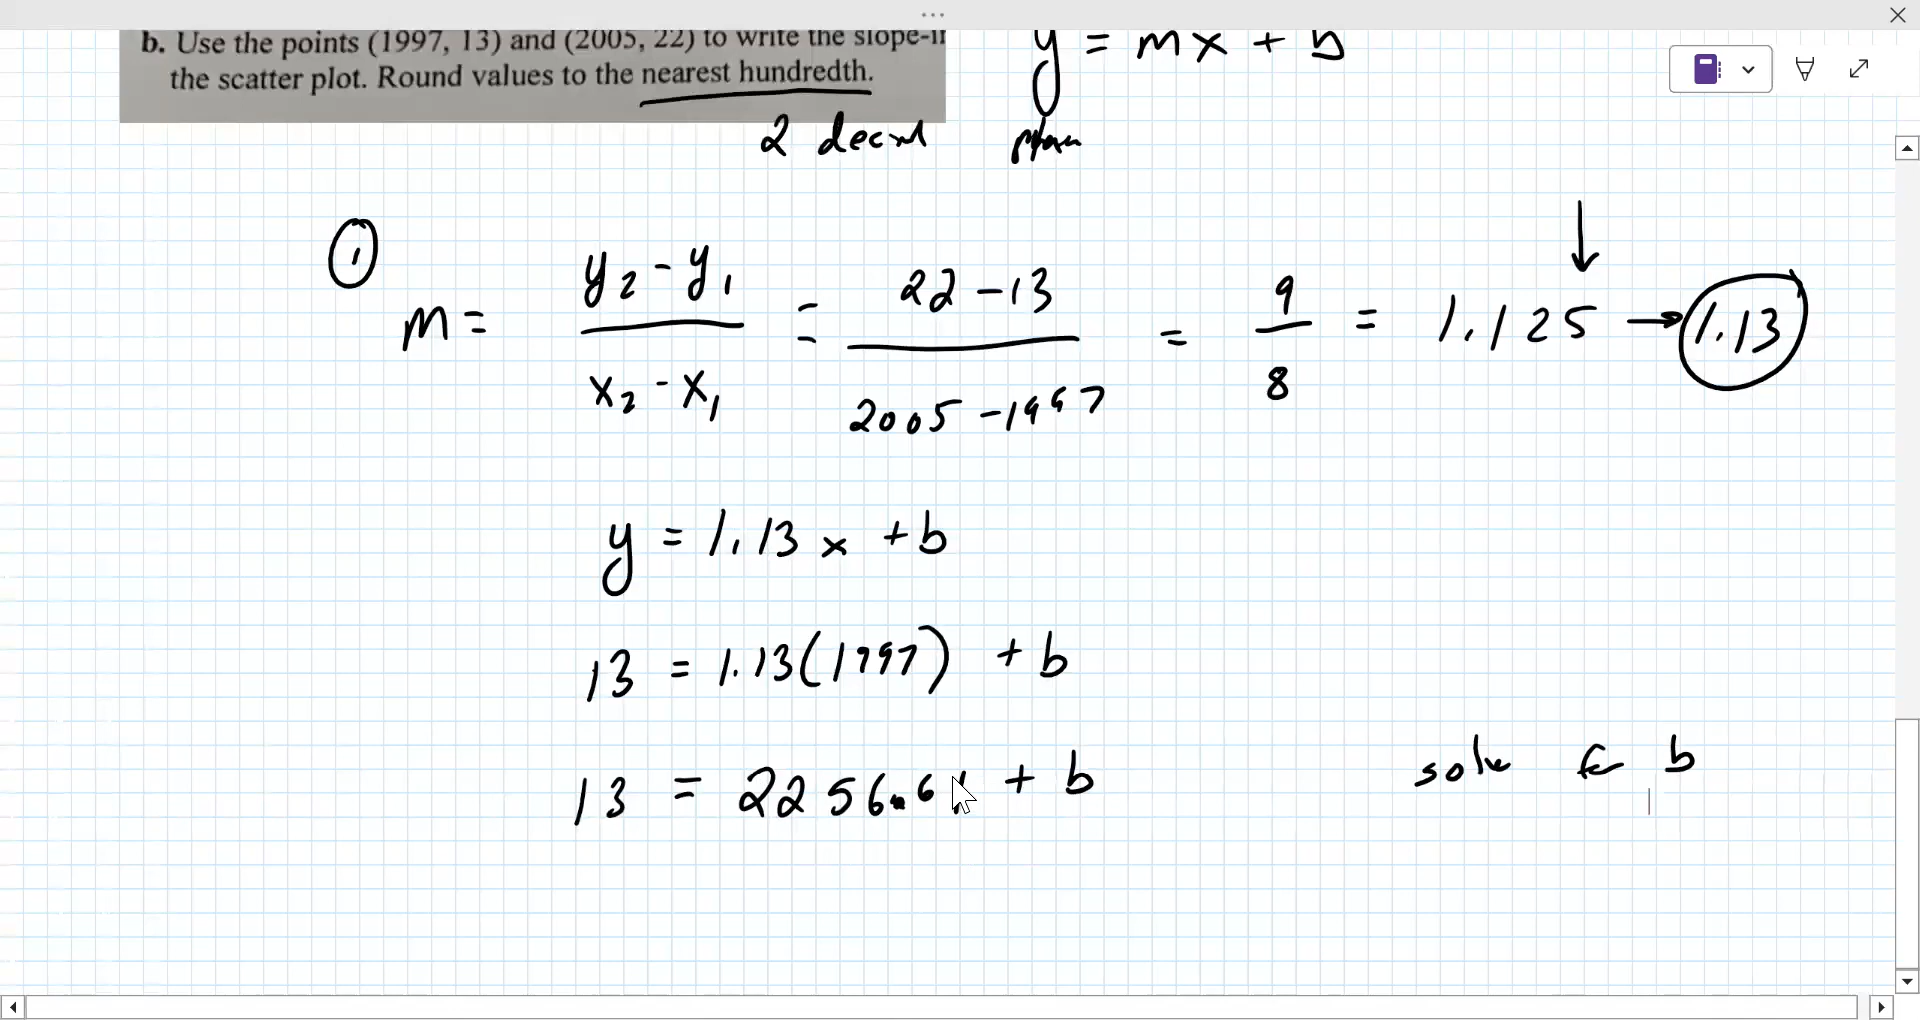 b. Use the points (1997, 13) and (2005, 22) to write the slope-i
the scatter plot. Round values to the nearest hundredth.
y = mx + b
2 decml
1
m = y2 - y1 / x2 - x1 = 22 - 13 / 2005 - 1997 = 9 / 8 = 1.125 → 1.13
y = 1.13 x + b
13 = 1.13(1997) + b
13 = 2256.61 + b
solve for b